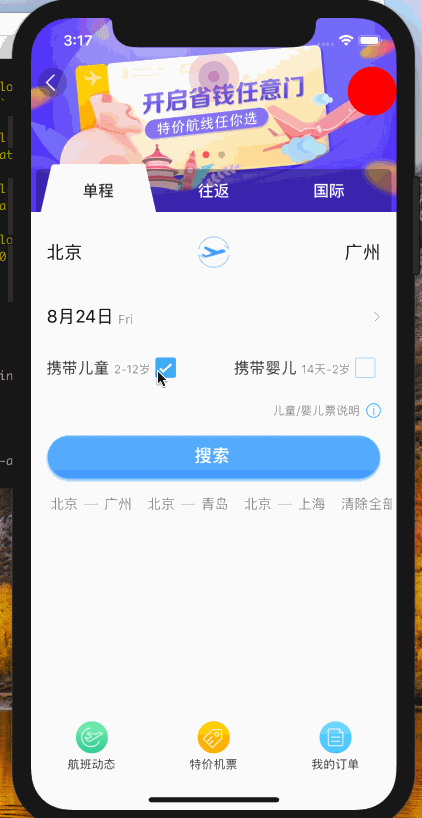 3:17
开启省钱任意门
特价航线任你选
单程 往返 国际
北京 广州
8月24日 Fri
携带儿童 2-12岁 携带婴儿 14天-2岁
儿童/婴儿票说明
搜索
北京 — 广州 北京 — 青岛 北京 — 上海 清除全部
航班动态 特价机票 我的订单